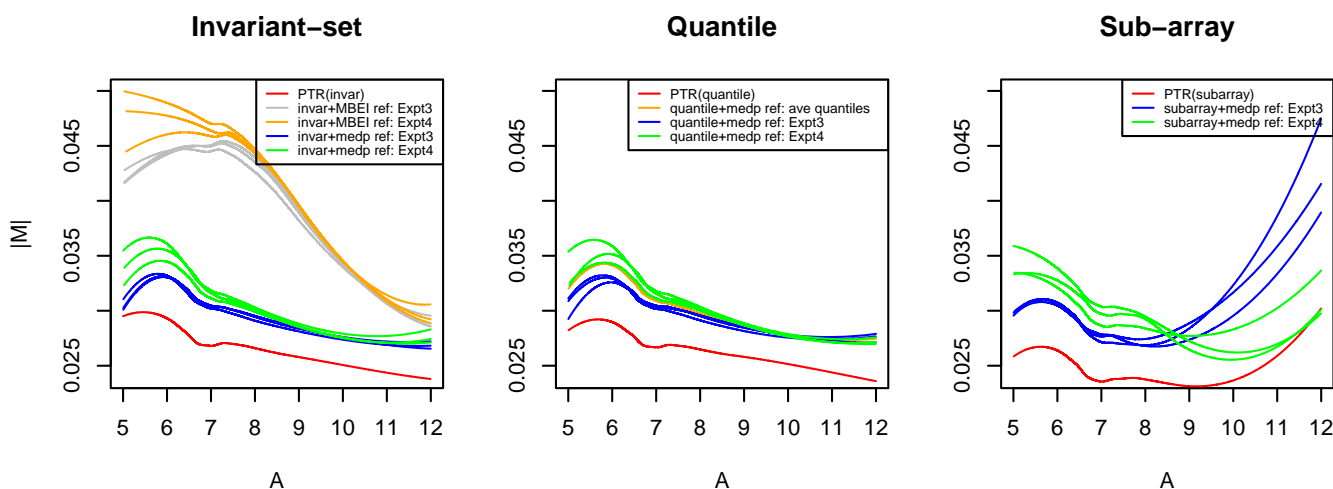 Invariant−set
PTR(invar)
invar+MBEI ref: Expt3
invar+MBEI ref: Expt4
invar+medp ref: Expt3
invar+medp ref: Expt4
|M|
0.045
0.035
0.025
5 6 7 8 9 10 11 12
A
Quantile
PTR(quantile)
quantile+medp ref: ave quantiles
quantile+medp ref: Expt3
quantile+medp ref: Expt4
0.045
0.035
0.025
5 6 7 8 9 10 11 12
A
Sub−array
PTR(subarray)
subarray+medp ref: Expt3
subarray+medp ref: Expt4
0.045
0.035
0.025
5 6 7 8 9 10 11 12
A